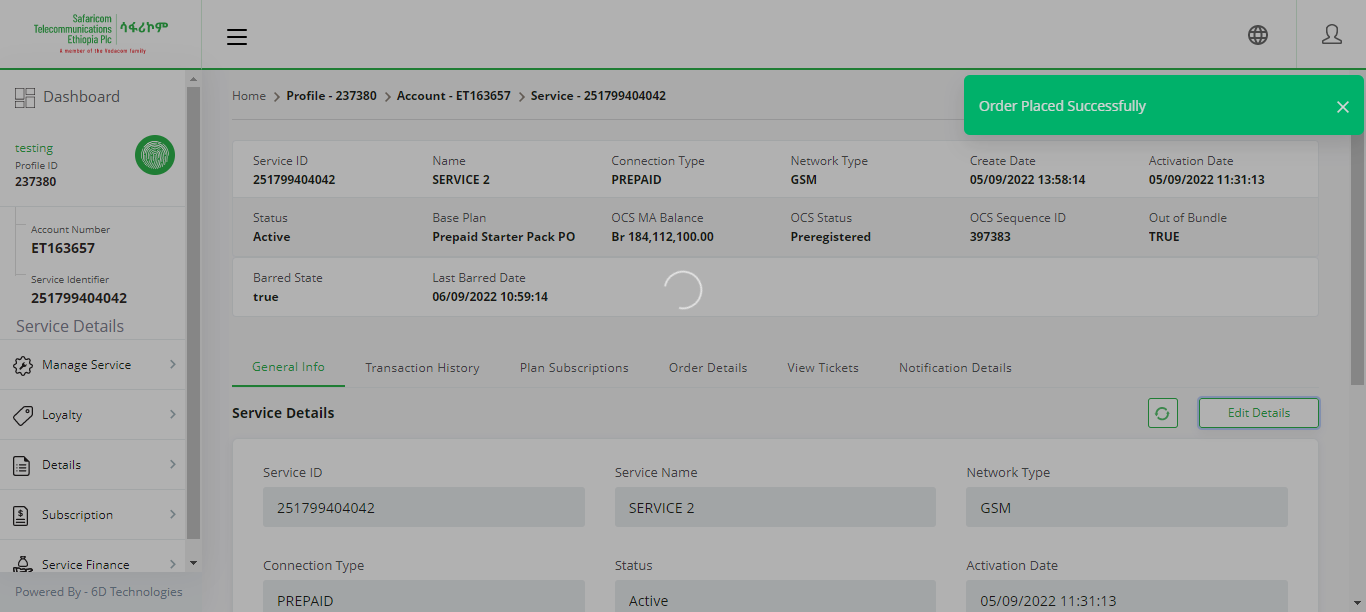 Safaricom
Telecommunications
Ethiopia Plc
ሳፋሪኮም
A member of the Vodacom family
Order Placed Successfully
Dashboard
testing
Profile ID
237380
Account Number
ET163657
Service Identifier
251799404042
Service Details
Manage Service
Loyalty
Details
Subscription
Service Finance
Powered By - 6D Technologies
Home > Profile - 237380 > Account - ET163657 > Service - 251799404042
Service ID Name Connection Type Network Type Create Date Activation Date
251799404042 SERVICE 2 PREPAID GSM 05/09/2022 13:58:14 05/09/2022 11:31:13
Status Base Plan OCS MA Balance OCS Status OCS Sequence ID Out of Bundle
Active Prepaid Starter Pack PO Br 184,112,100.00 Preregistered 397383 TRUE
Barred State Last Barred Date
true 06/09/2022 10:59:14
General Info Transaction History Plan Subscriptions Order Details View Tickets Notification Details
Service Details Edit Details
Service ID Service Name Network Type
251799404042 SERVICE 2 GSM
Connection Type Status Activation Date
PREPAID Active 05/09/2022 11:31:13